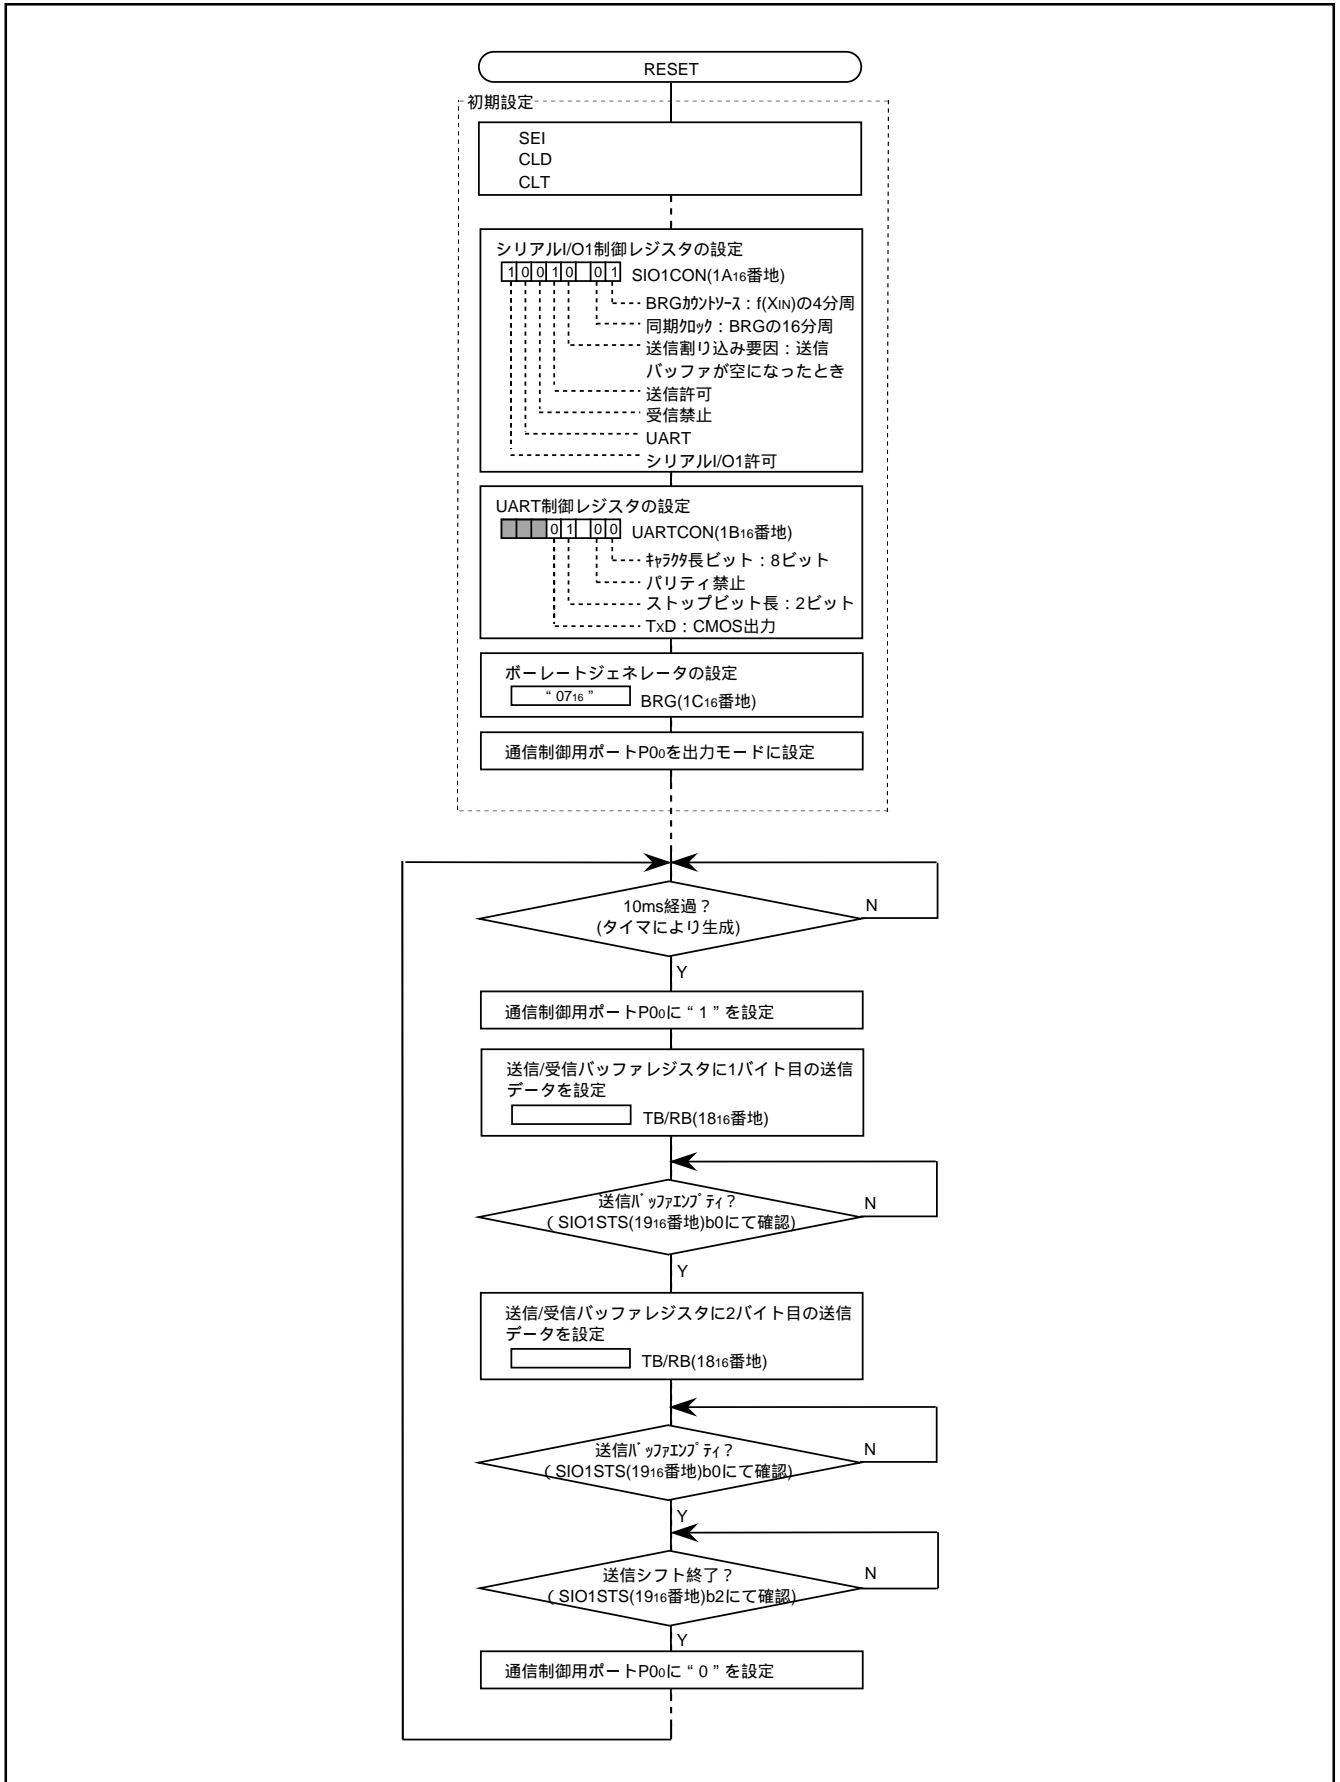 RESET
初期設定
SEI
CLD
CLT
シリアルI/O1制御レジスタの設定
1 0 0 1 0 0 1 SIO1CON(1A16番地)
BRGｶｳﾝﾄｿｰｽ：f(XIN)の4分周
同期ｸﾛｯｸ：BRGの16分周
送信割り込み要因：送信
バッファが空になったとき
送信許可
受信禁止
UART
シリアルI/O1許可
UART制御レジスタの設定
0 1 0 0 UARTCON(1B16番地)
ｷｬﾗｸﾀ長ビット：8ビット
パリティ禁止
ストップビット長：2ビット
TxD：CMOS出力
ボーレートジェネレータの設定
“ 0716 ” BRG(1C16番地)
通信制御用ポートP00を出力モードに設定
10ms経過？
(タイマにより生成)
N
Y
通信制御用ポートP00に“ 1 ”を設定
送信/受信バッファレジスタに1バイト目の送信
データを設定
TB/RB(1816番地)
送信ﾊﾞｯﾌｧｴﾝﾌﾟﾃｨ？
( SIO1STS(1916番地)b0にて確認)
N
Y
送信/受信バッファレジスタに2バイト目の送信
データを設定
TB/RB(1816番地)
送信ﾊﾞｯﾌｧｴﾝﾌﾟﾃｨ？
( SIO1STS(1916番地)b0にて確認)
N
Y
送信シフト終了？
( SIO1STS(1916番地)b2にて確認)
N
Y
通信制御用ポートP00に“ 0 ”を設定